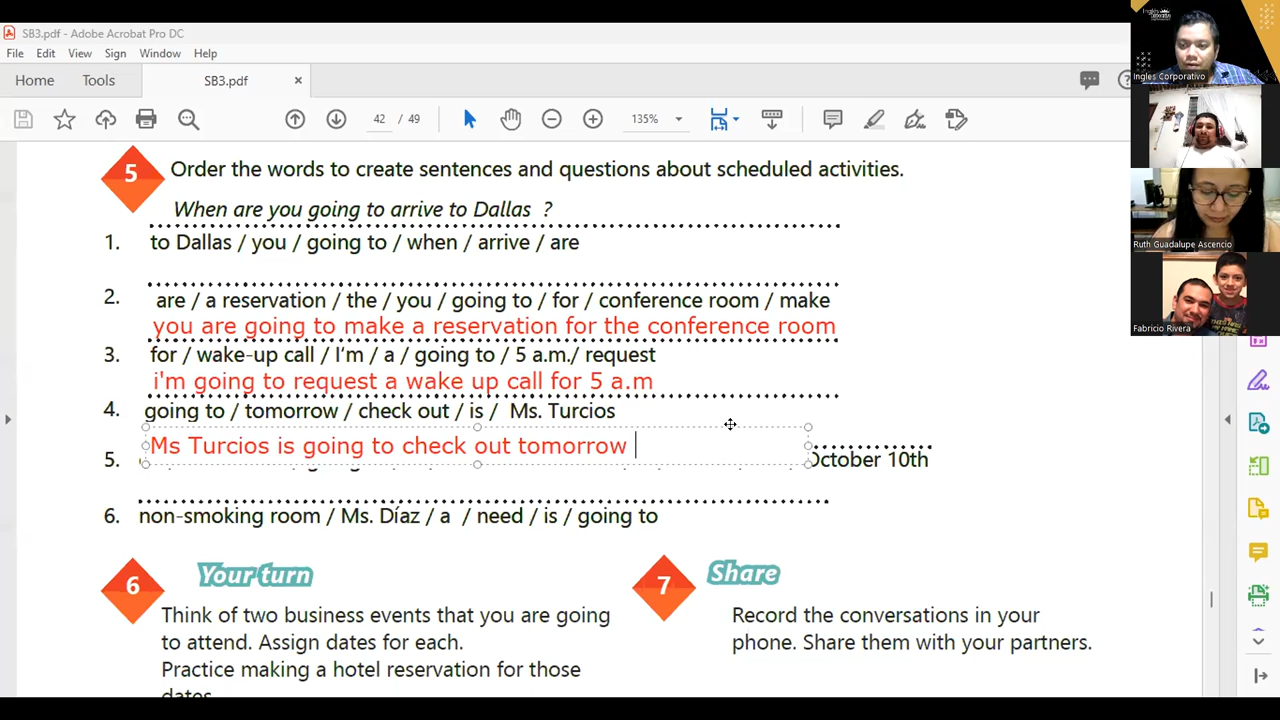 SB3.pdf - Adobe Acrobat Pro DC
File Edit View Sign Window Help
Home Tools SB3.pdf ×
42 / 49 135%
5 Order the words to create sentences and questions about scheduled activities.
When are you going to arrive to Dallas ?
1. to Dallas / you / going to / when / arrive / are
2. are / a reservation / the / you / going to / for / conference room / make
you are going to make a reservation for the conference room
3. for / wake-up call / I'm / a / going to / 5 a.m./ request
i'm going to request a wake up call for 5 a.m
4. going to / tomorrow / check out / is / Ms. Turcios
Ms Turcios is going to check out tomorrow
5. October 10th
6. non-smoking room / Ms. Díaz / a / need / is / going to
6 Your turn
Think of two business events that you are going
to attend. Assign dates for each.
Practice making a hotel reservation for those
dates
7 Share
Record the conversations in your
phone. Share them with your partners.
Ingles Corporativo
Ruth Guadalupe Ascencio
Fabricio Rivera